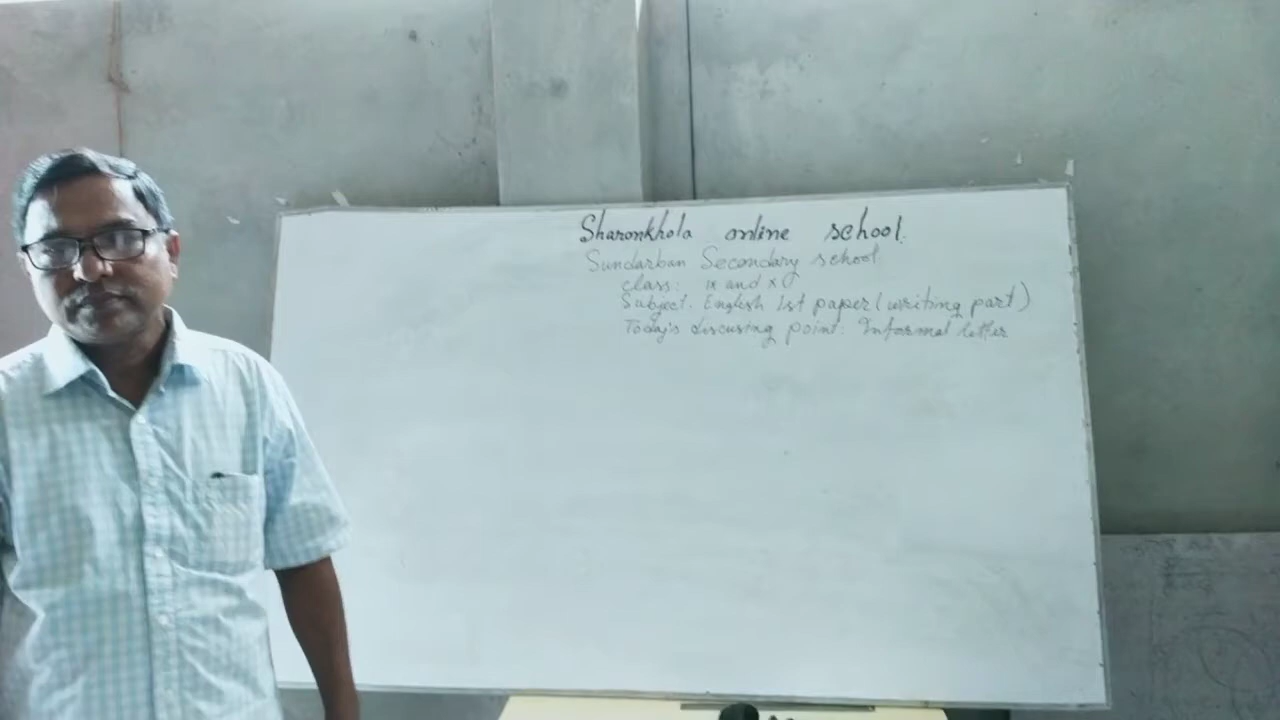 Sharonkhola online school.
Sundarban Secondary school
class: ix and x
Subject. English 1st paper (writing part)
Today's discusing point: Informal letter